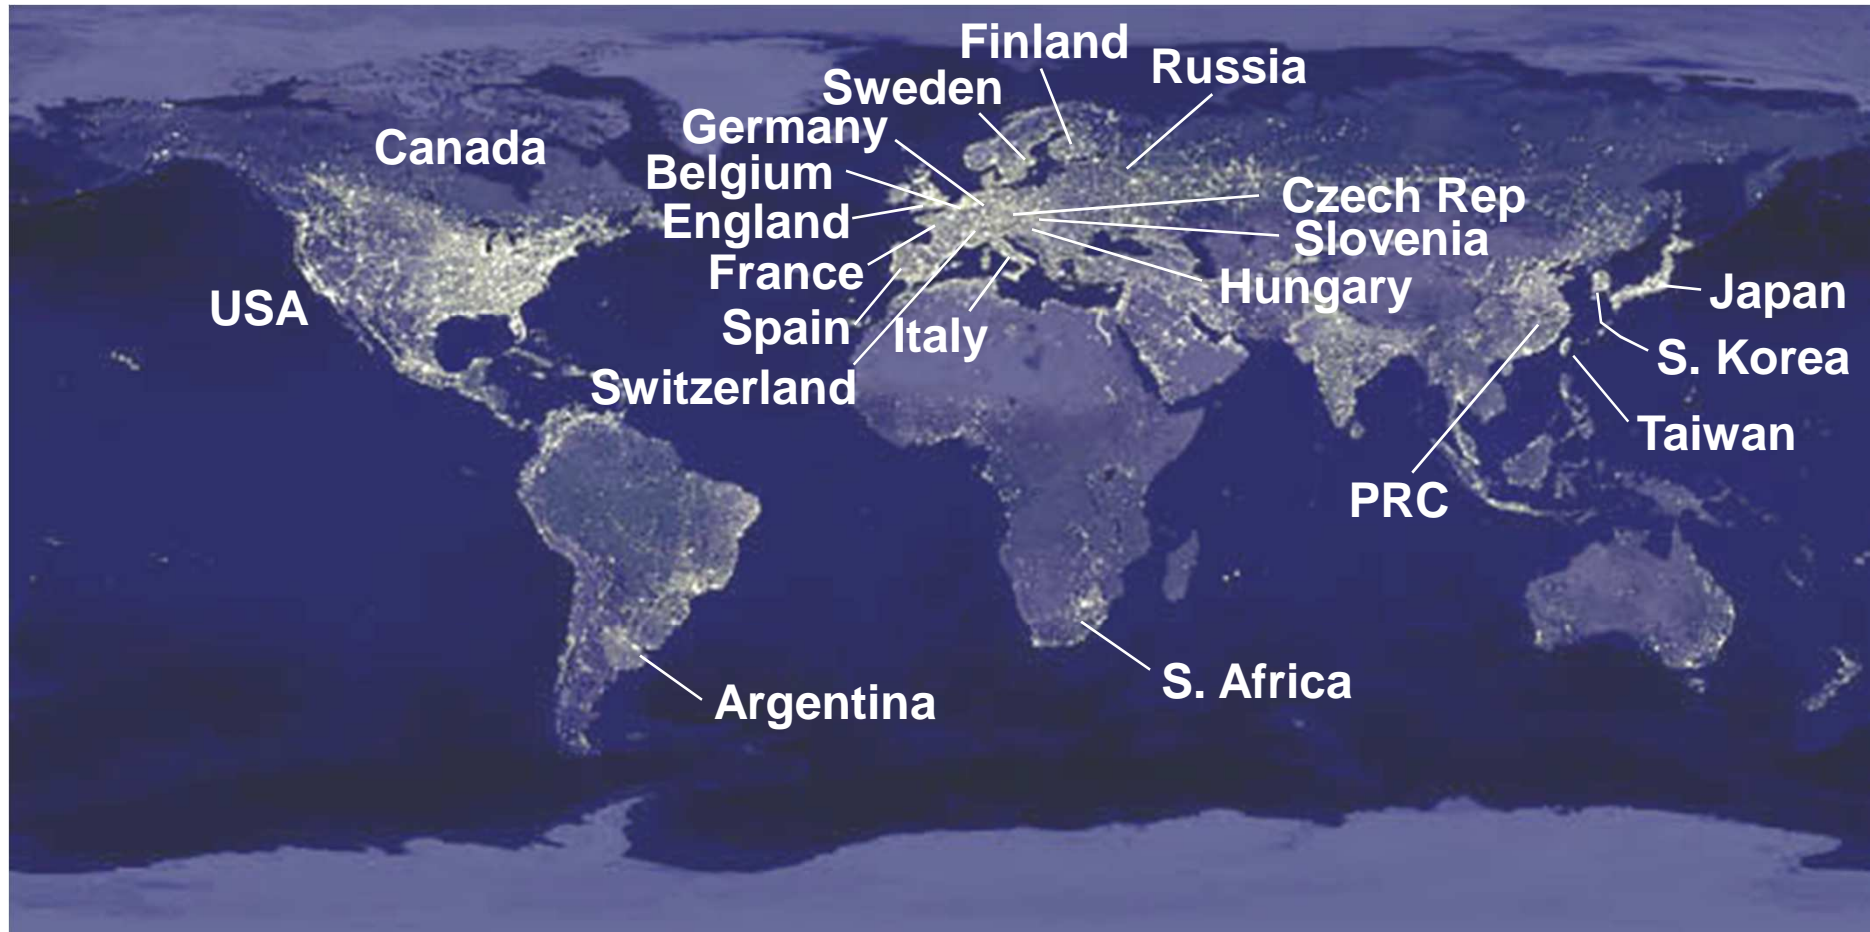 Finland
Russia
Sweden
Germany
Canada
Belgium
Czech Rep
England
Slovenia
France
Hungary
Japan
USA
Spain
Italy
S. Korea
Switzerland
Taiwan
PRC
S. Africa
Argentina